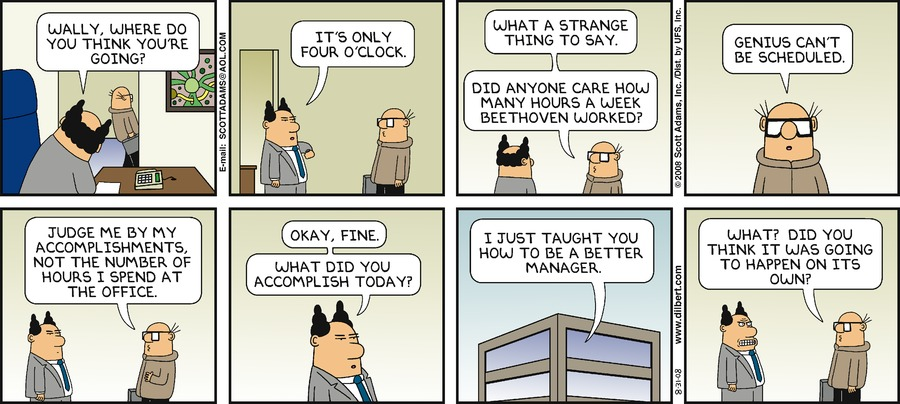 WALLY, WHERE DO
YOU THINK YOU'RE
GOING?
E-mail: SCOTTADAMS@AOL.COM
IT'S ONLY
FOUR O'CLOCK.
WHAT A STRANGE
THING TO SAY.
DID ANYONE CARE HOW
MANY HOURS A WEEK
BEETHOVEN WORKED?
© 2008 Scott Adams, Inc. /Dist. by UFS, Inc.
GENIUS CAN'T
BE SCHEDULED.
JUDGE ME BY MY
ACCOMPLISHMENTS,
NOT THE NUMBER OF
HOURS I SPEND AT
THE OFFICE.
OKAY, FINE.
WHAT DID YOU
ACCOMPLISH TODAY?
I JUST TAUGHT YOU
HOW TO BE A BETTER
MANAGER.
8-31-08 www.dilbert.com
WHAT? DID YOU
THINK IT WAS GOING
TO HAPPEN ON ITS
OWN?